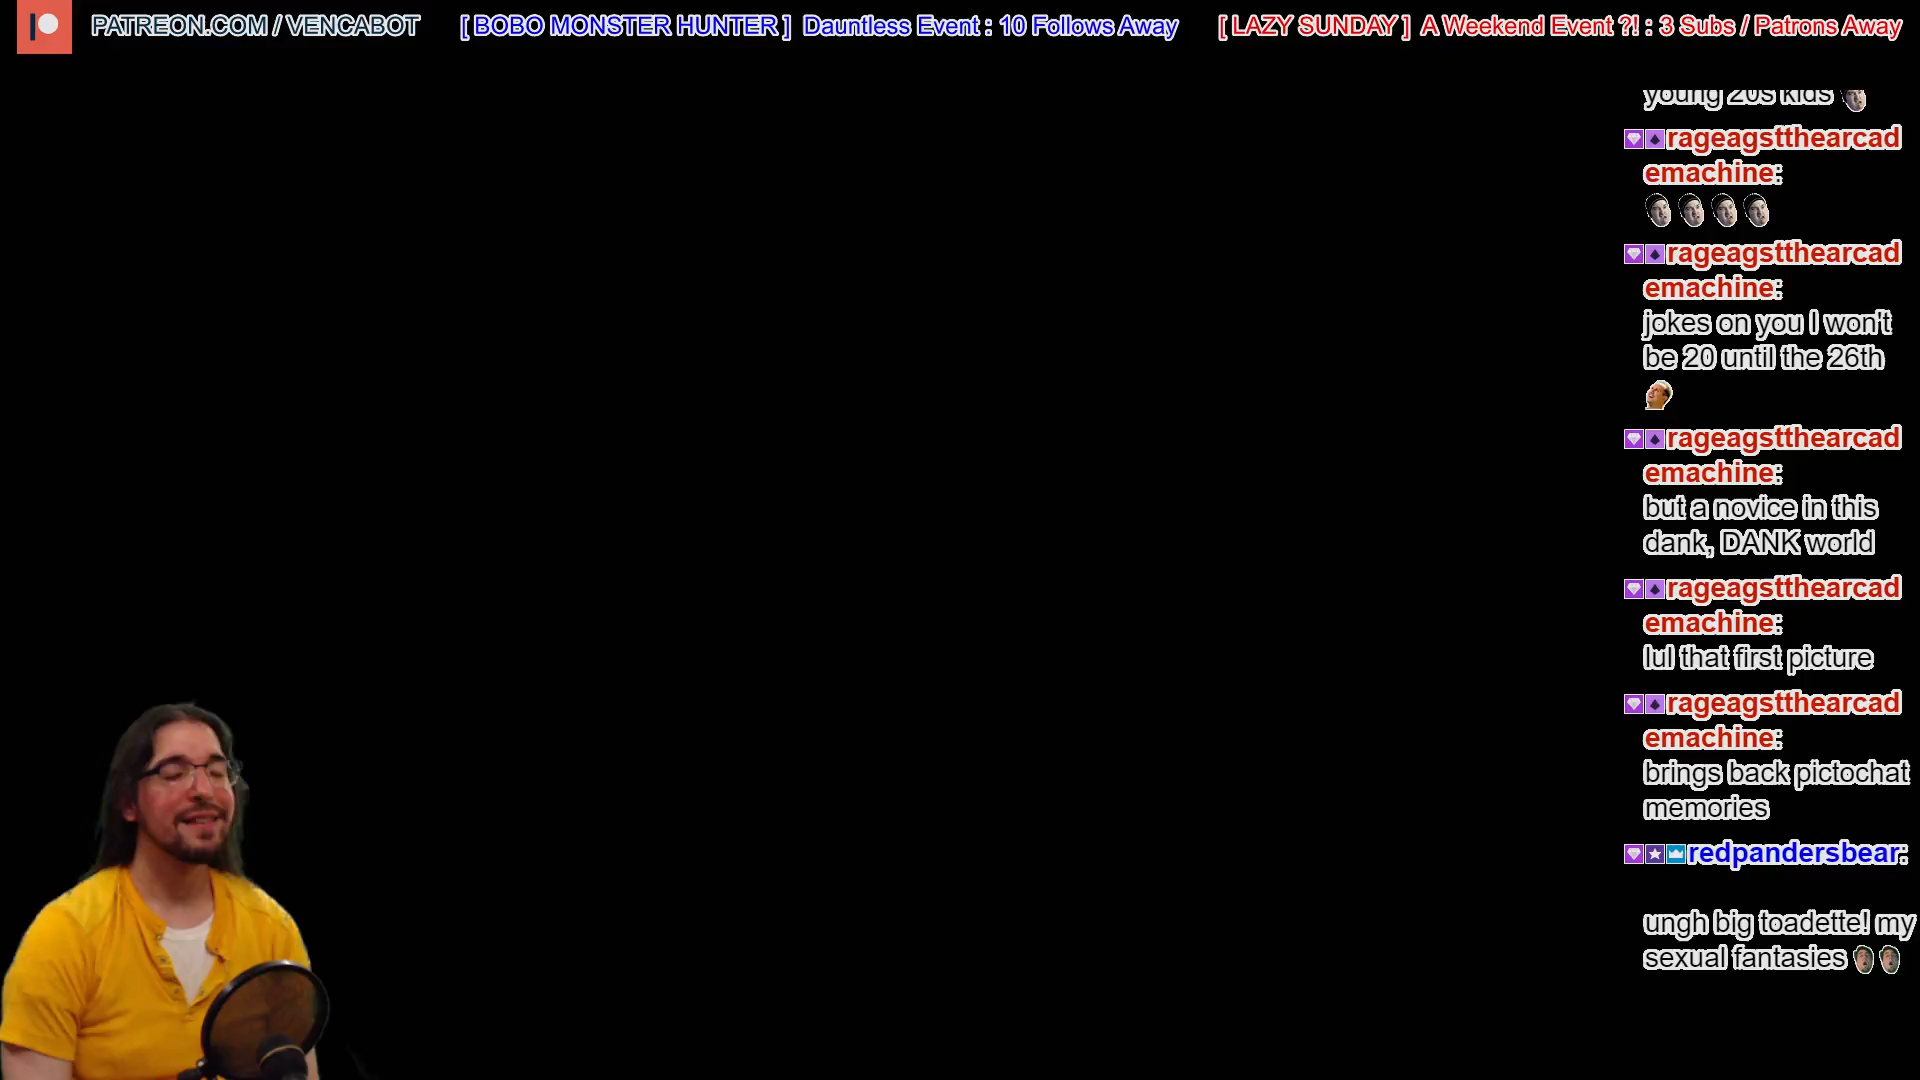 PATREON.COM / VENCABOT
[ BOBO MONSTER HUNTER ] Dauntless Event : 10 Follows Away
[ LAZY SUNDAY ] A Weekend Event ?! : 3 Subs / Patrons Away
young 20s kids
rageagstthearcad
emachine:
rageagstthearcad
emachine:
jokes on you I won't
be 20 until the 26th
rageagstthearcad
emachine:
but a novice in this
dank, DANK world
rageagstthearcad
emachine:
lul that first picture
rageagstthearcad
emachine:
brings back pictochat
memories
redpandersbear:
ungh big toadette! my
sexual fantasies